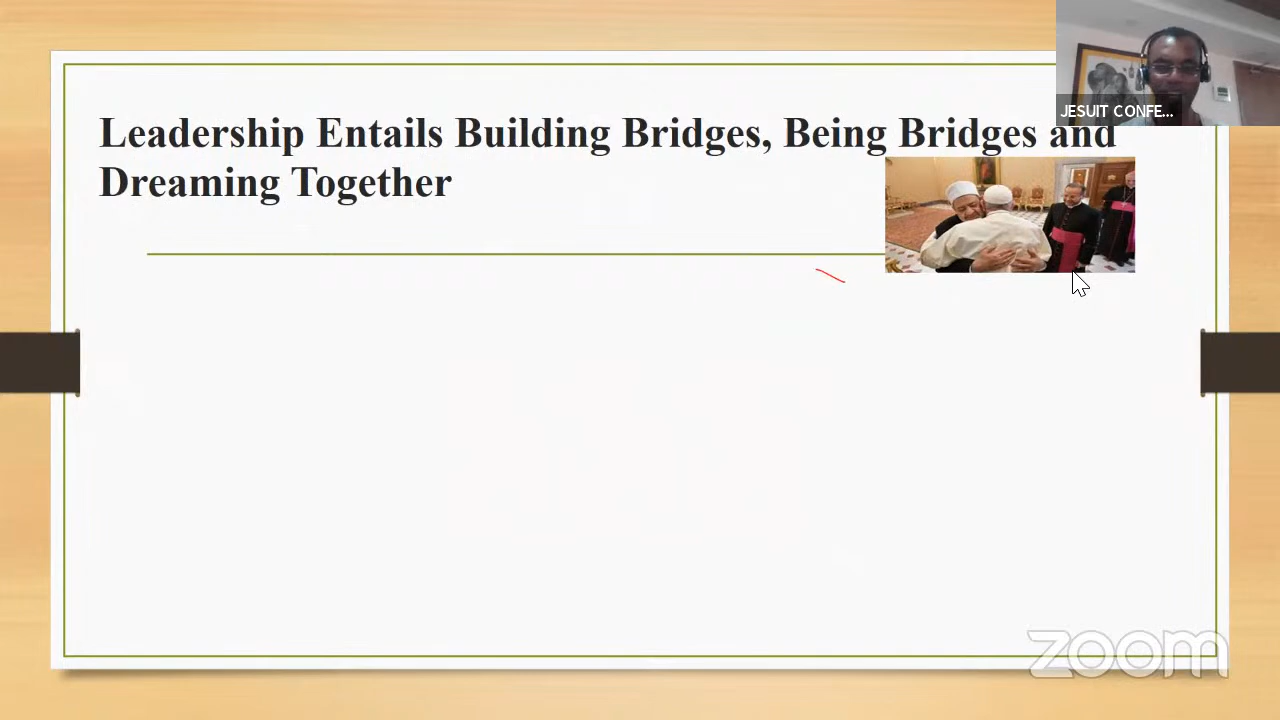 JESUIT CONFE...
Leadership Entails Building Bridges, Being Bridges and
Dreaming Together
zoom